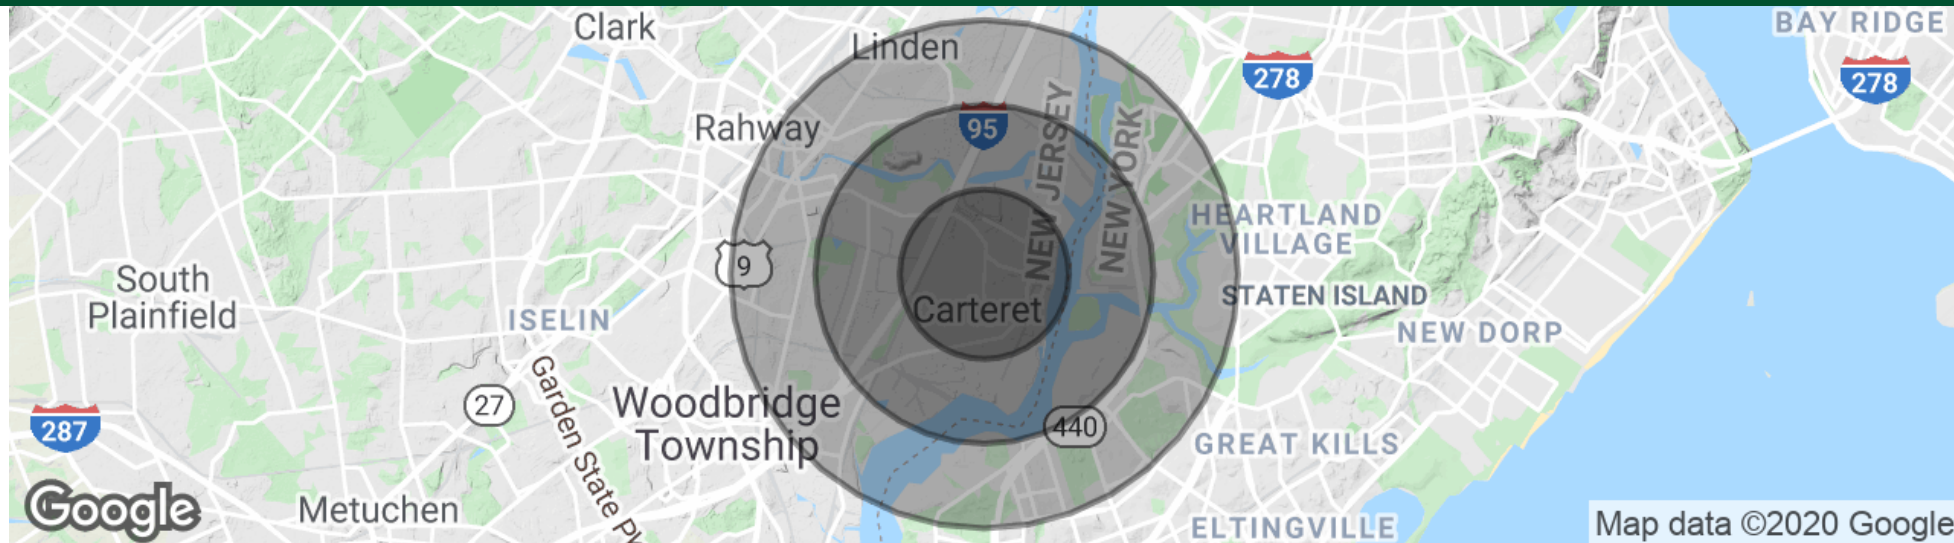 Clark
Linden
BAY RIDGE
278
278
95
Rahway
NEW JERSEY
NEW YORK
HEARTLAND
VILLAGE
9
South
Plainfield
ISELIN
Carteret
STATEN ISLAND
NEW DORP
27
Garden State Pk
Woodbridge
Township
287
440
GREAT KILLS
Metuchen
Google
ELTINGVILLE
Map data ©2020 Google